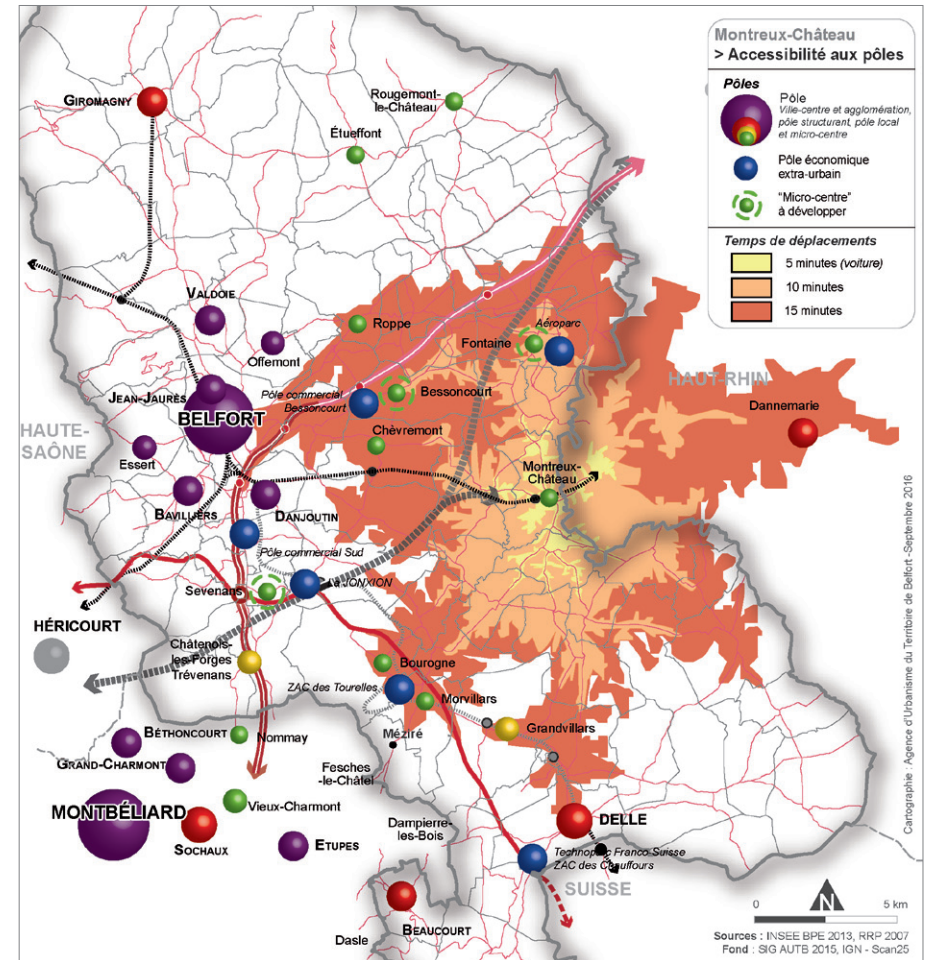 Montreux-Château
> Accessibilité aux pôles
Pôles
Pôle
Ville-centre et agglomération,
pôle structurant, pôle local
et micro-centre
Pôle économique
extra-urbain
"Micro-centre"
à développer
Temps de déplacements
5 minutes (voiture)
10 minutes
15 minutes
GIROMAGNY
Rougemont-
le-Château
Étueffont
VALDOIE
Offemont
Roppe
Fontaine
Aéroparc
JEAN-JAURÈS
BELFORT
Pôle commercial
Bessoncourt
Bessoncourt
HAUT-RHIN
Dannemarie
HAUTE-
SAÔNE
Essert
Chèvremont
Montreux-
Château
BAVILLIERS
DANJOUTIN
Pôle commercial Sud
Sevenans
JONXION
HÉRICOURT
Châtenois-
les-Forges
Trévenans
Bourogne
ZAC des Tourelles
Morvillars
Grandvillars
Méziré
BÉTHONCOURT
Nommay
GRAND-CHARMONT
Fesches
-le-Châtel
MONTBÉLIARD
Vieux-Charmont
SOCHAUX
ETUPES
Dampierre-
les-Bois
DELLE
Technoparc Franco-Suisse
ZAC des Chauffours
SUISSE
BEAUCOURT
Dasle
N
0 5 km
Sources : INSEE BPE 2013, RRP 2007
Fond : SIG AUTB 2015, IGN - Scan25
Cartographie : Agence d'Urbanisme du Territoire de Belfort -Septembre 2016